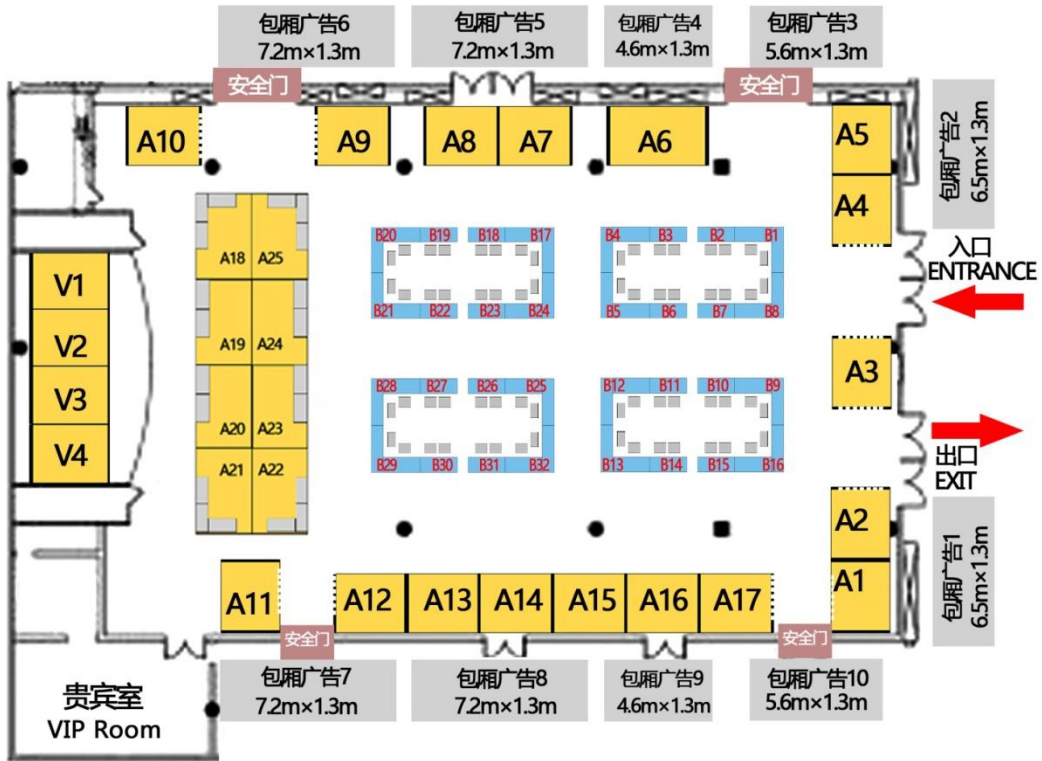 包厢广告6
7.2m×1.3m
包厢广告5
7.2m×1.3m
包厢广告4
4.6m×1.3m
包厢广告3
5.6m×1.3m
安全门
安全门
A10
A9
A8
A7
A6
A5
A4
包厢广告2
6.5m×1.3m
入口
ENTRANCE
V1
V2
V3
V4
A18
A25
A19
A24
A20
A23
A21
A22
B20
B19
B18
B17
B21
B22
B23
B24
B4
B3
B2
B1
B5
B6
B7
B8
B28
B27
B26
B25
B29
B30
B31
B32
B12
B11
B10
B9
B13
B14
B15
B16
A3
出口
EXIT
A2
A1
包厢广告1
6.5m×1.3m
A11
A12
A13
A14
A15
A16
A17
安全门
安全门
包厢广告7
7.2m×1.3m
包厢广告8
7.2m×1.3m
包厢广告9
4.6m×1.3m
包厢广告10
5.6m×1.3m
贵宾室
VIP Room